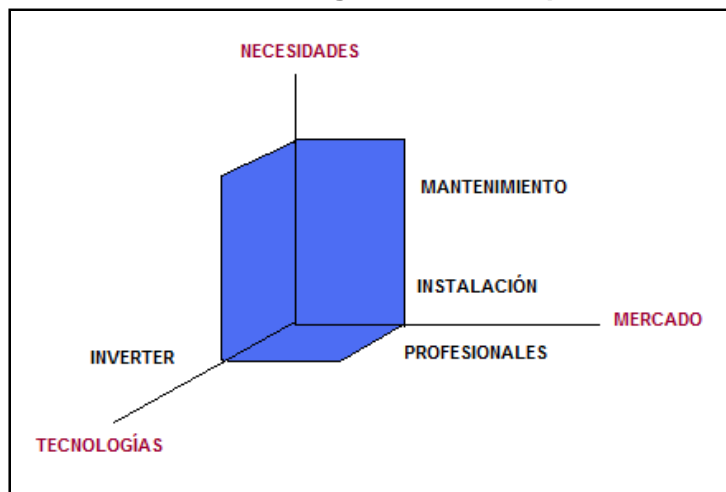 NECESIDADES
MANTENIMIENTO
INSTALACIÓN
MERCADO
INVERTER
PROFESIONALES
TECNOLOGÍAS